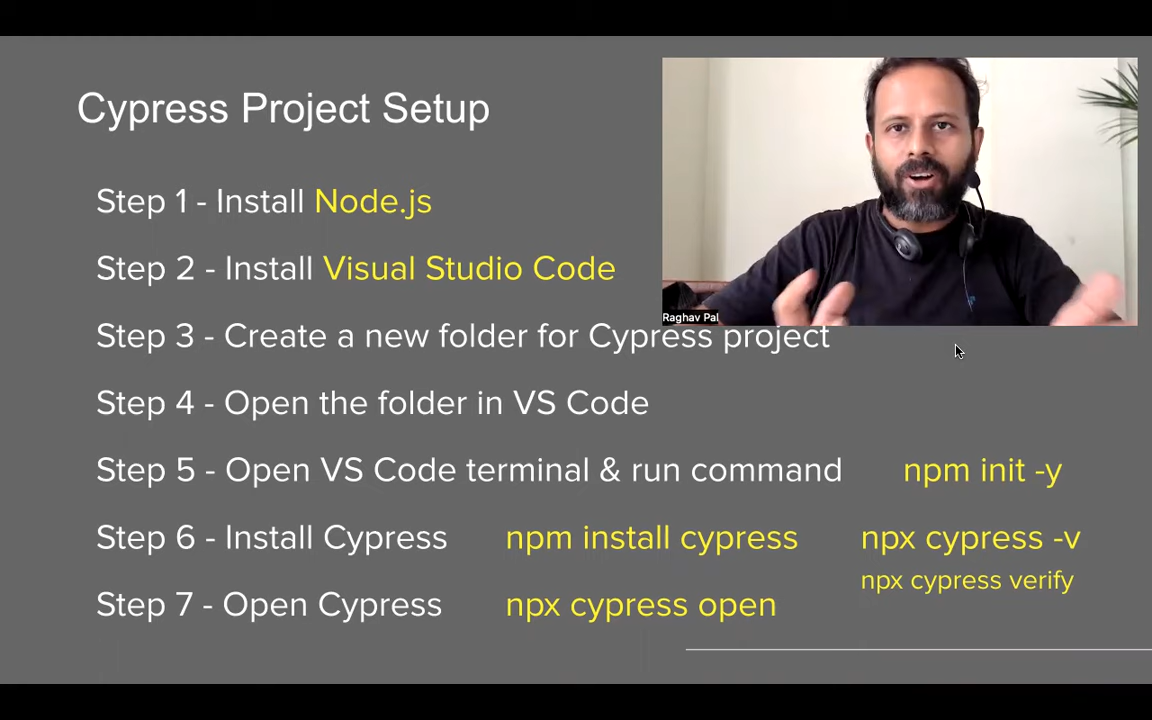 Cypress Project Setup
Raghav Pal
Step 1 - Install Node.js
Step 2 - Install Visual Studio Code
Step 3 - Create a new folder for Cypress project
Step 4 - Open the folder in VS Code
Step 5 - Open VS Code terminal & run command npm init -y
Step 6 - Install Cypress npm install cypress npx cypress -v
npx cypress verify
Step 7 - Open Cypress npx cypress open